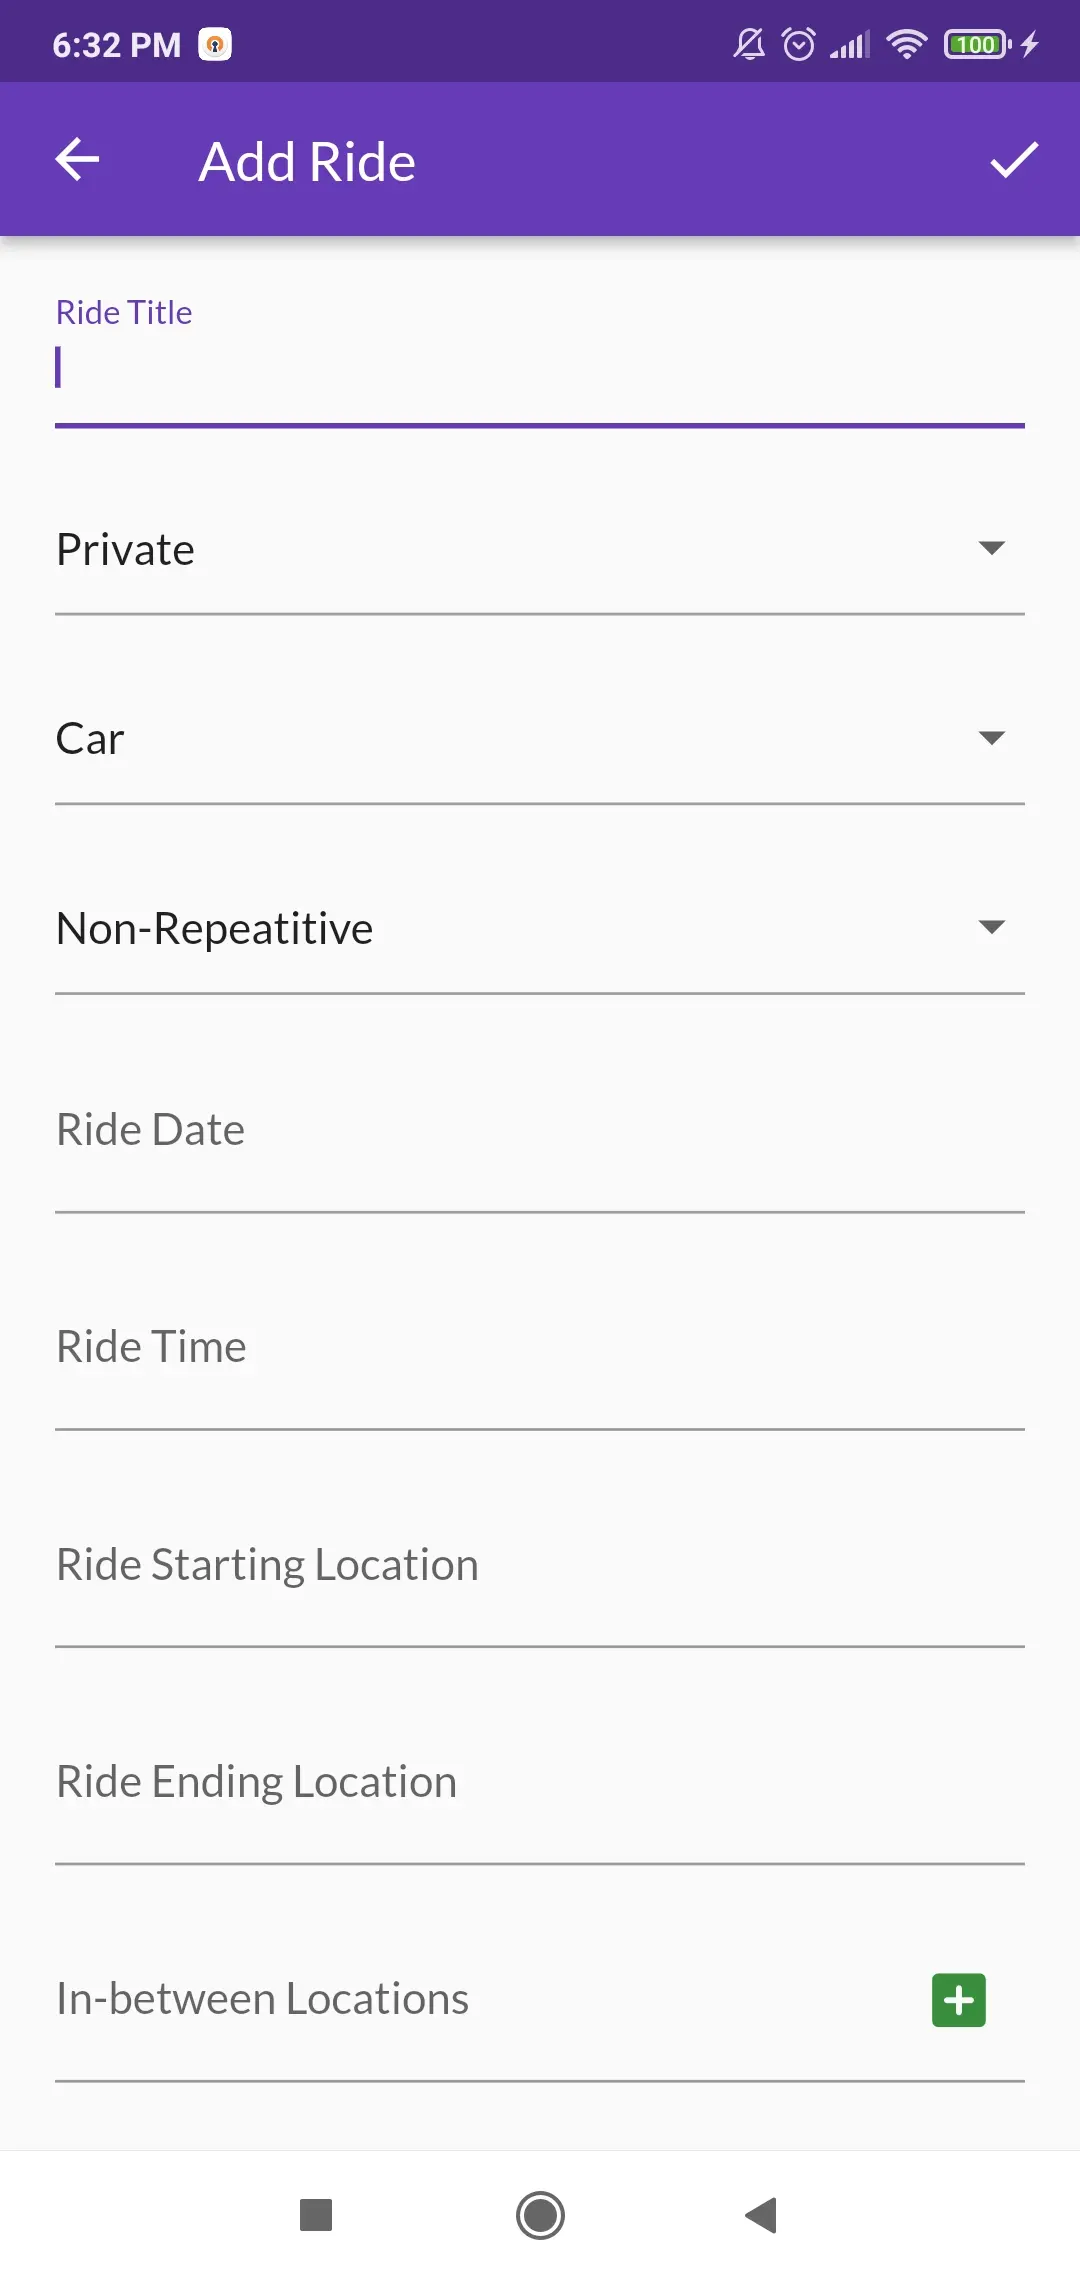 6:32 PM
100
Add Ride
Ride Title
Private
Car
Non-Repeatitive
Ride Date
Ride Time
Ride Starting Location
Ride Ending Location
In-between Locations